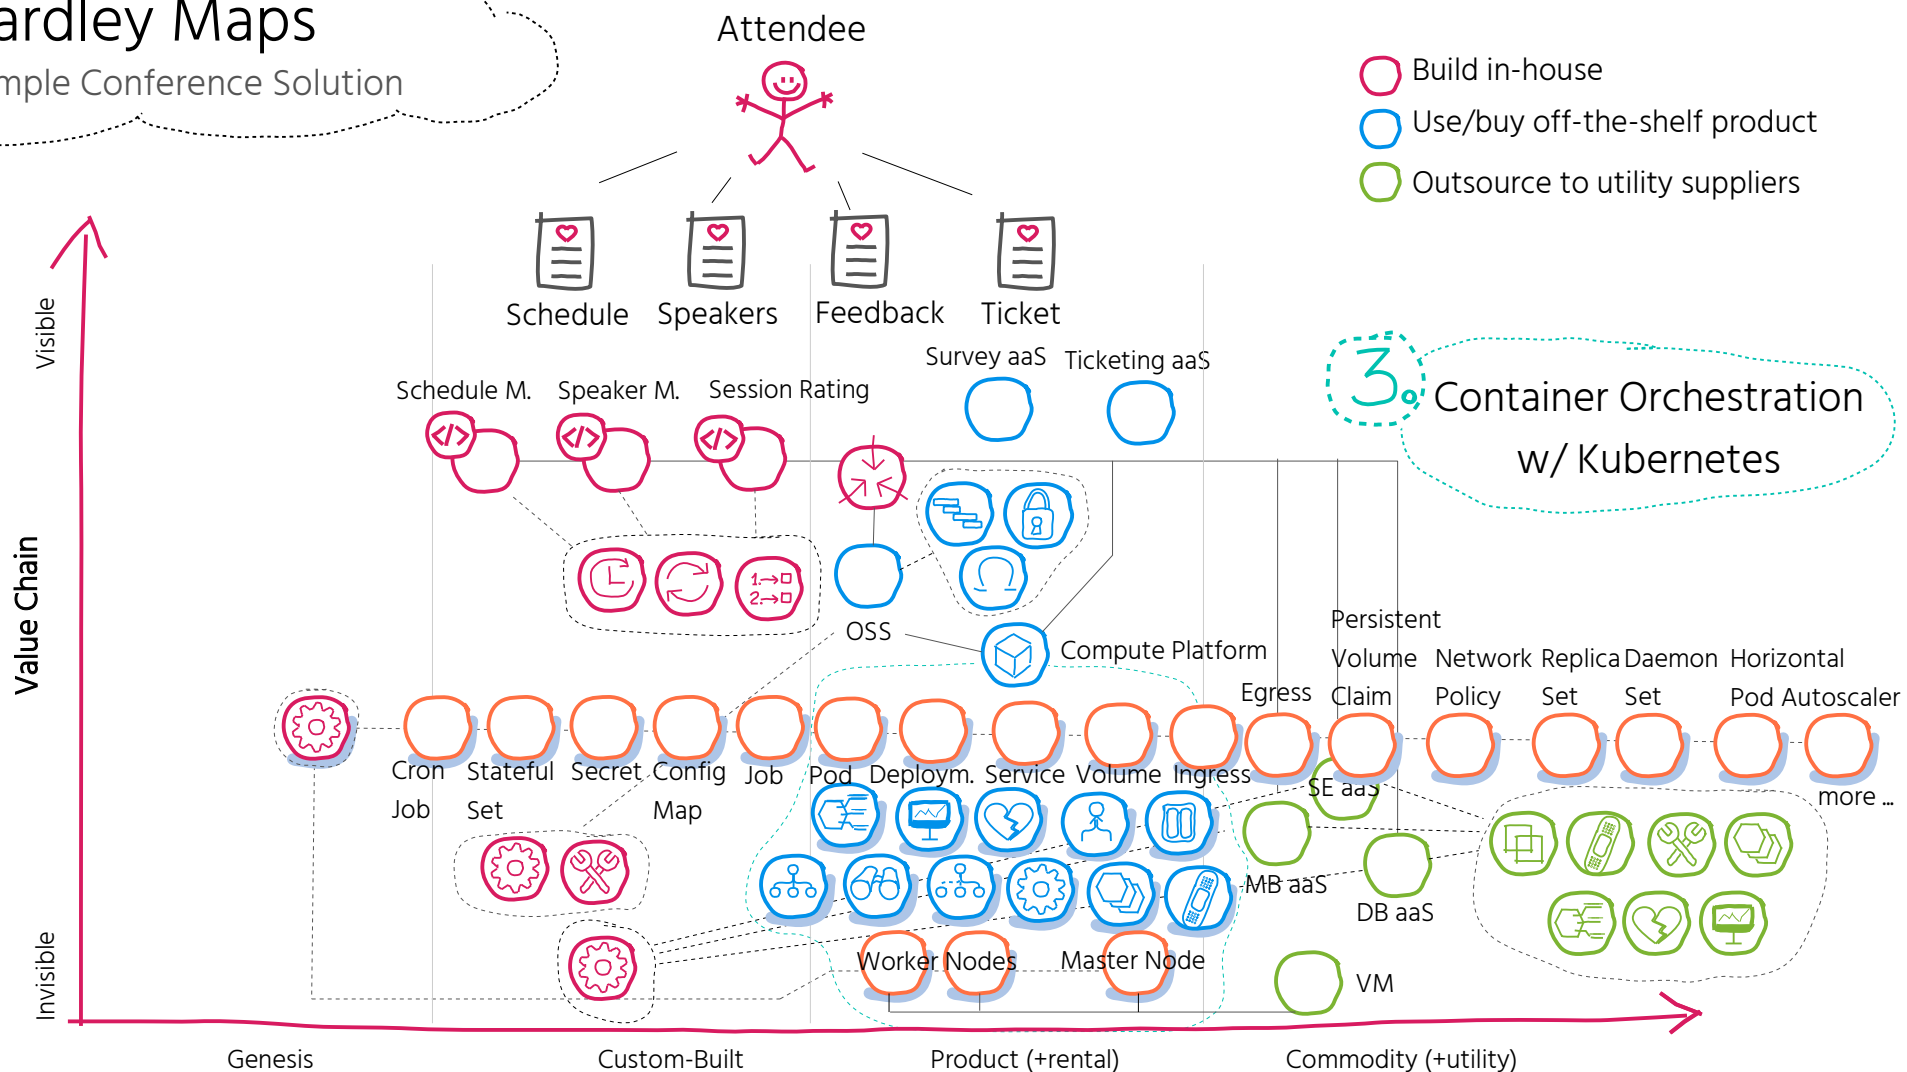 ardley Maps
mple Conference Solution
Attendee
Build in-house
Use/buy off-the-shelf product
Outsource to utility suppliers
Schedule
Speakers
Feedback
Ticket
Visible
Value Chain
Invisible
3.
Container Orchestration
w/ Kubernetes
Survey aaS
Ticketing aaS
Schedule M.
Speaker M.
Session Rating
</>
</>
</>
1.→□
2.→□
OSS
Compute Platform
Egress
Persistent
Volume
Claim
Network
Policy
Replica
Set
Daemon
Set
Horizontal
Pod Autoscaler
Cron
Job
Stateful
Set
Secret
Config
Map
Job
Pod
Deploym.
Service
Volume
Ingress
SE aaS
more ...
MB aaS
DB aaS
Worker Nodes
Master Node
VM
Genesis
Custom-Built
Product (+rental)
Commodity (+utility)